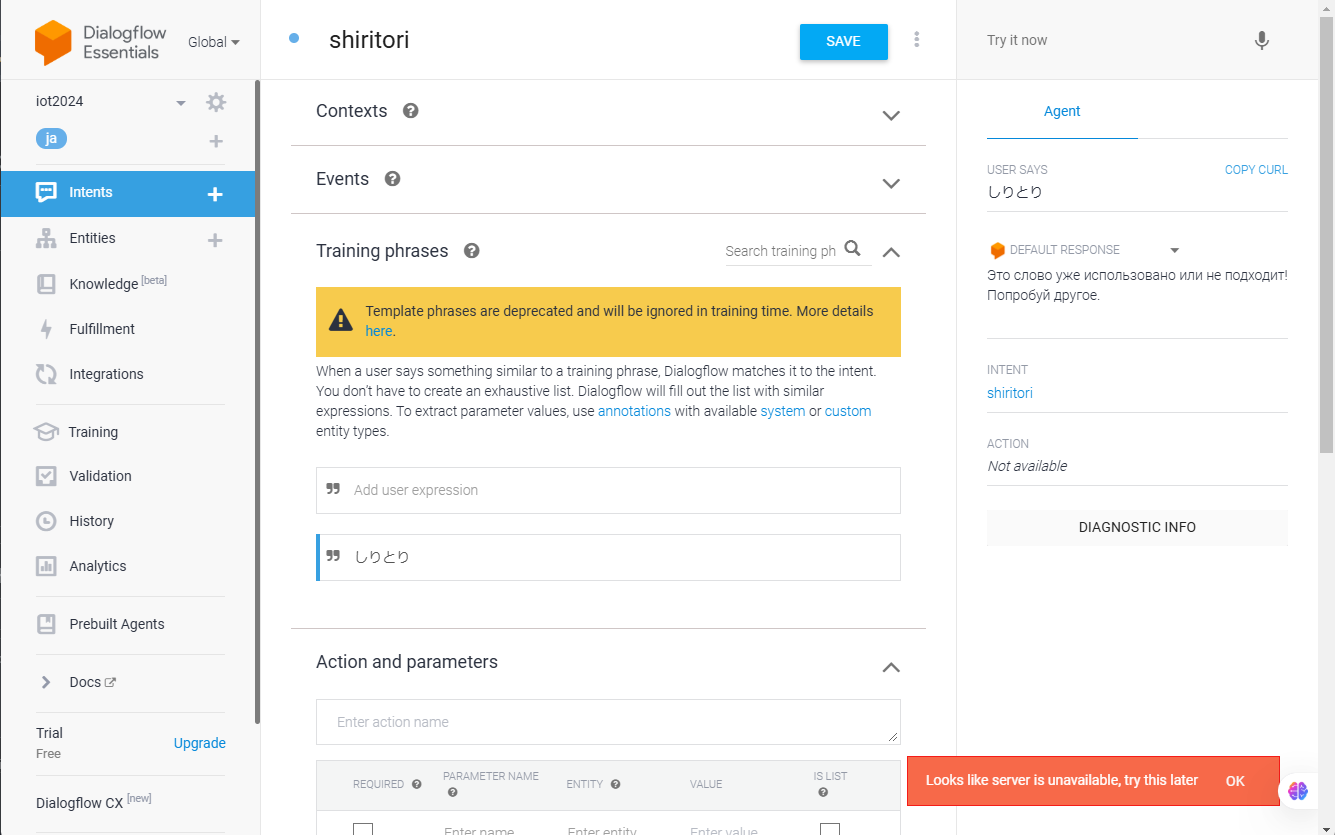 Dialogflow
Essentials
Global
shiritori
SAVE
Try it now
iot2024
ja
Intents
Entities
Knowledge [beta]
Fulfillment
Integrations
Training
Validation
History
Analytics
Prebuilt Agents
Docs
Trial
Free
Upgrade
Dialogflow CX [new]
Contexts
Events
Training phrases
Search training ph
Template phrases are deprecated and will be ignored in training time. More details
here.
When a user says something similar to a training phrase, Dialogflow matches it to the intent.
You don't have to create an exhaustive list. Dialogflow will fill out the list with similar
expressions. To extract parameter values, use annotations with available system or custom
entity types.
Add user expression
しりとり
Action and parameters
Enter action name
REQUIRED PARAMETER NAME ENTITY VALUE IS LIST
Enter name Enter entity Enter value
Agent
USER SAYS COPY CURL
しりとり
DEFAULT RESPONSE
Это слово уже использовано или не подходит!
Попробуй другое.
INTENT
shiritori
ACTION
Not available
DIAGNOSTIC INFO
Looks like server is unavailable, try this later OK